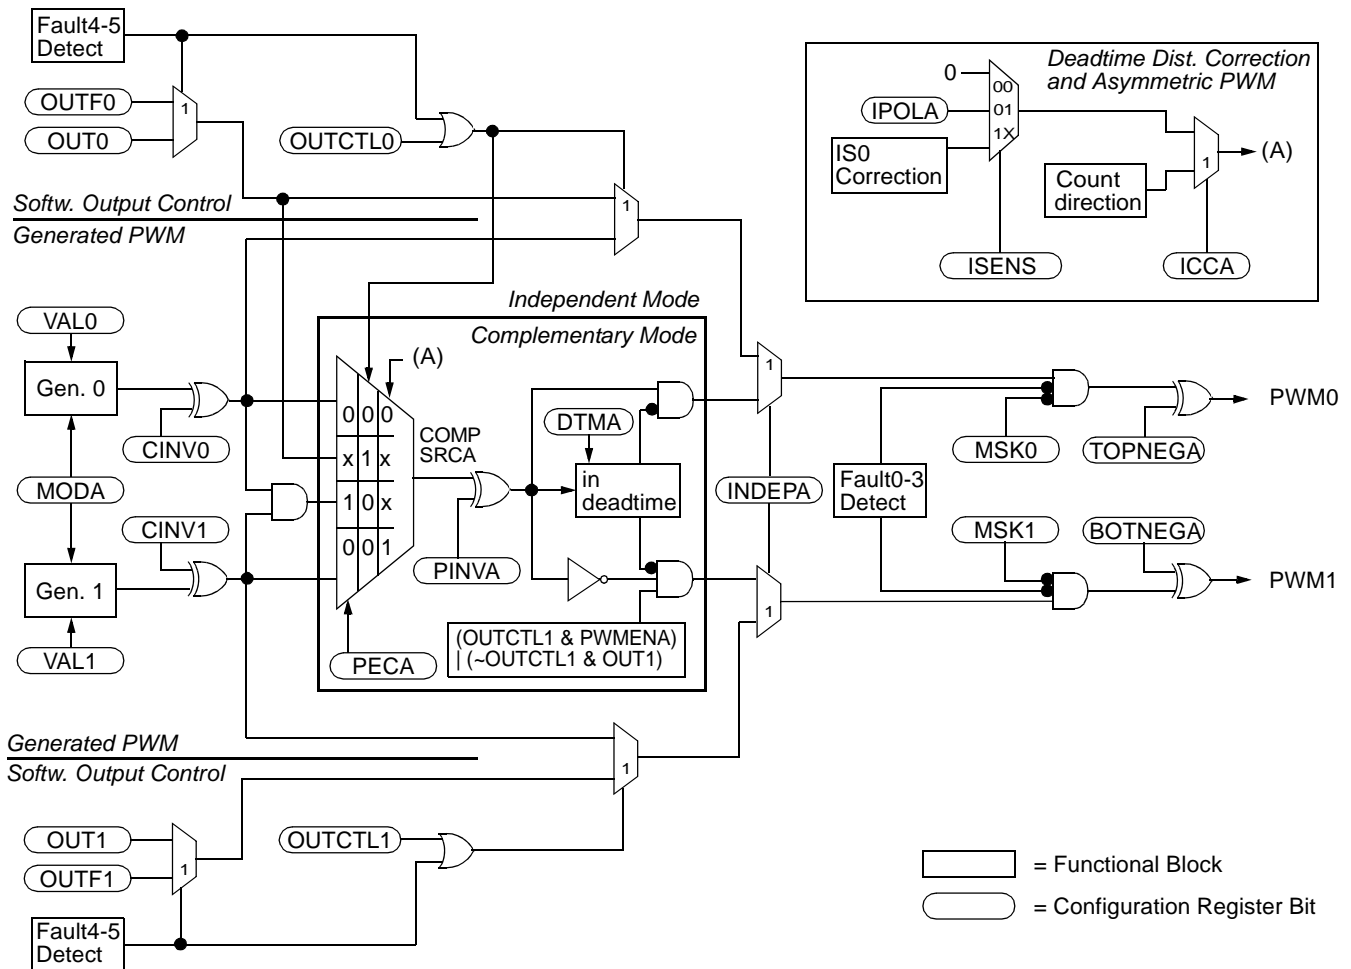 Fault4-5
Detect
OUTF0
OUT0
1
OUTCTL0
Softw. Output Control
Generated PWM
1
Deadtime Dist. Correction
and Asymmetric PWM
0
IPOLA
IS0
Correction
00
01
1X
Count
direction
1
(A)
ISENS
ICCA
Independent Mode
Complementary Mode
VAL0
Gen. 0
CINV0
MODA
CINV1
Gen. 1
VAL1
(A)
0 0 0
x 1 x
1 0 x
0 0 1
COMP
SRCA
PINVA
PECA
DTMA
in
deadtime
(OUTCTL1 & PWMENA)
| (~OUTCTL1 & OUT1)
1
INDEPA
1
MSK0
Fault0-3
Detect
MSK1
TOPNEGA
BOTNEGA
PWM0
PWM1
Generated PWM
Softw. Output Control
1
OUT1
OUTF1
1
OUTCTL1
Fault4-5
Detect
= Functional Block
= Configuration Register Bit